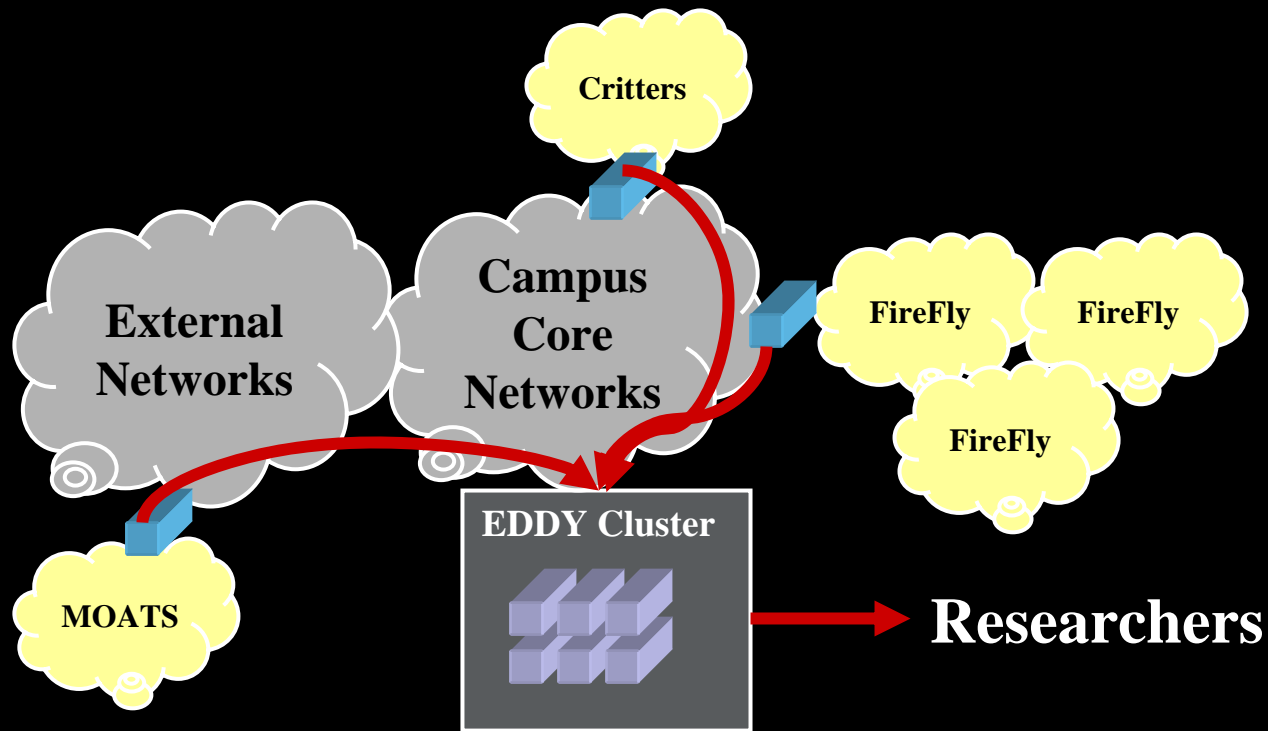 Critters
External
Networks
Campus
Core
Networks
FireFly
FireFly
FireFly
EDDY Cluster
MOATS
Researchers